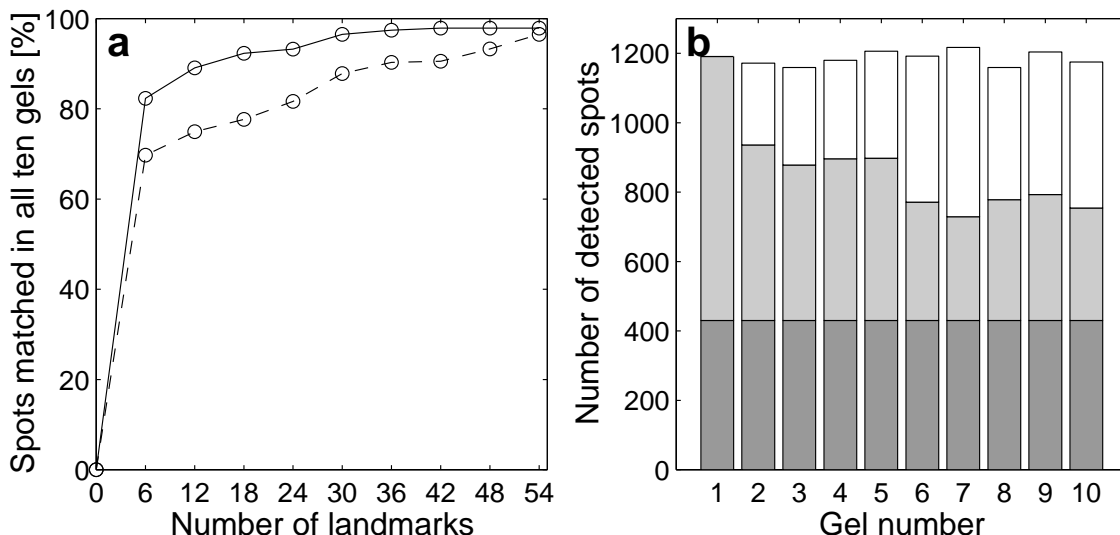 a
Spots matched in all ten gels [%]
100
80
60
40
20
0
0 6 12 18 24 30 36 42 48 54
Number of landmarks
b
Number of detected spots
1200
1000
800
600
400
200
0
1 2 3 4 5 6 7 8 9 10
Gel number